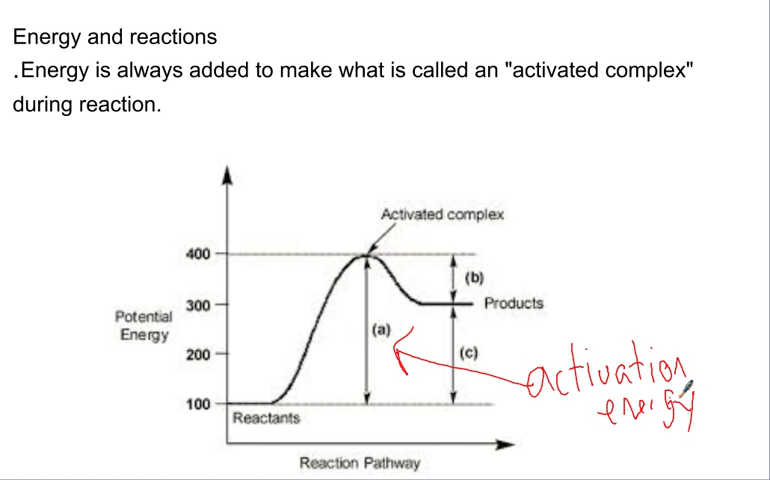 Energy and reactions
.Energy is always added to make what is called an "activated complex"
during reaction.
Activated complex
400
(b)
300
Products
Potential
Energy
(a)
200
(c)
activation
energy
100
Reactants
Reaction Pathway